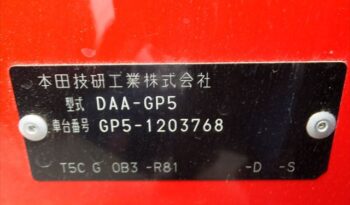 本田技研工業株式会社
型式 DAA-GP5
車台番号 GP5-1203768
T5C G 0B3 -R81 -D -S